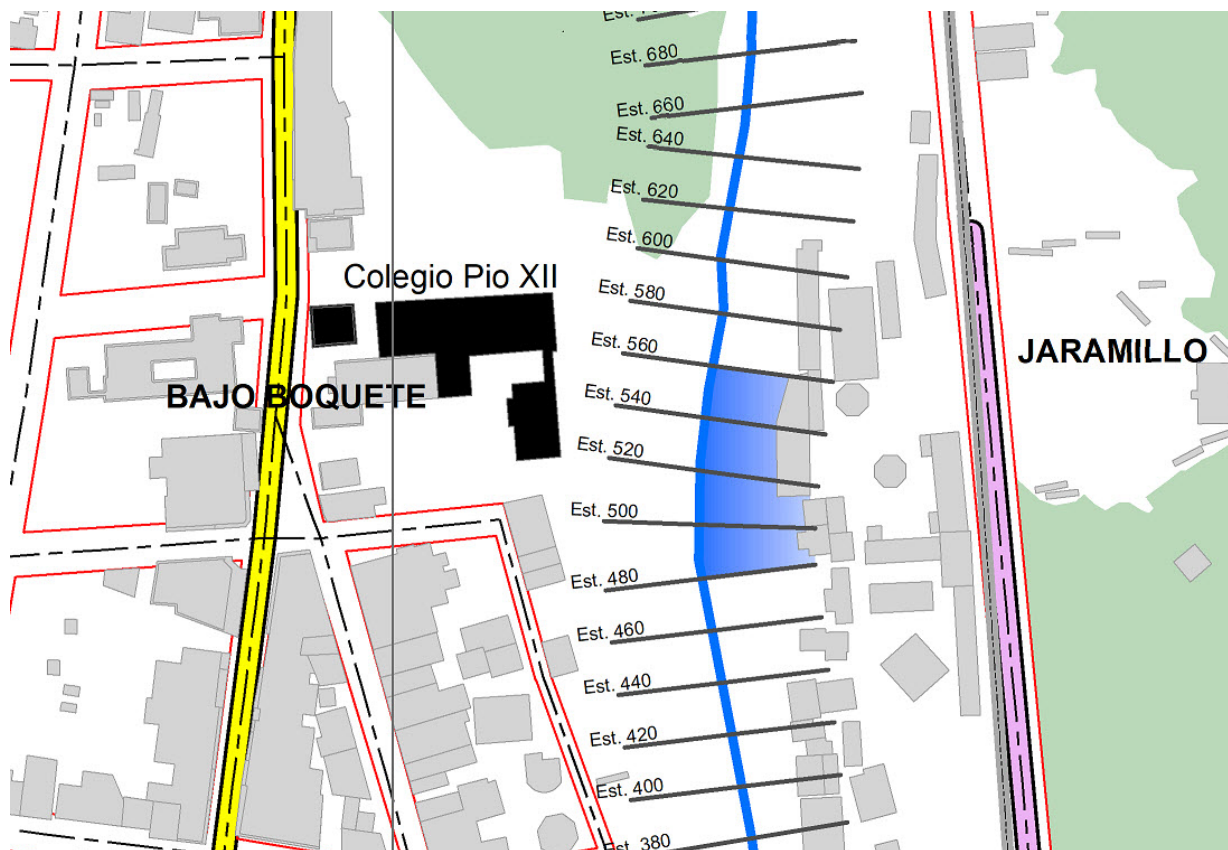 Est. 680
Est. 660
Est. 640
Est. 620
Est. 600
Colegio Pio XII
Est. 580
Est. 560
JARAMILLO
BAJO BOQUETE
Est. 540
Est. 520
Est. 500
Est. 480
Est. 460
Est. 440
Est. 420
Est. 400
Est. 380